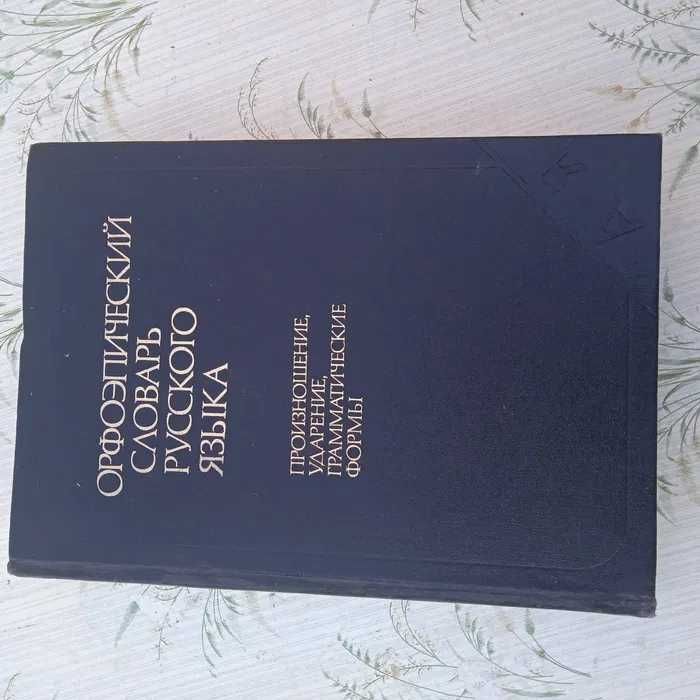 ОРФОЭПИЧЕСКИЙ
СЛОВАРЬ
РУССКОГО
ЯЗЫКА
ПРОИЗНОШЕНИЕ,
УДАРЕНИЕ,
ГРАММАТИЧЕСКИЕ
ФОРМЫ